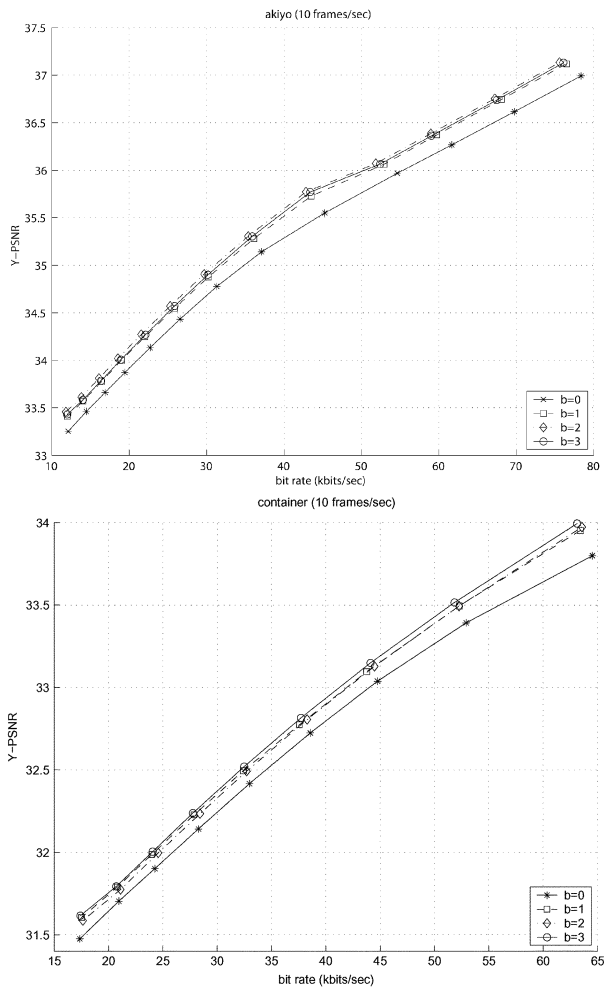 akiyo (10 frames/sec)
37.5
37
36.5
36
35.5
35
34.5
34
33.5
33
Y−PSNR
b=0
b=1
b=2
b=3
10 20 30 40 50 60 70 80
bit rate (kbits/sec)
container (10 frames/sec)
34
33.5
33
32.5
32
31.5
Y−PSNR
b=0
b=1
b=2
b=3
15 20 25 30 35 40 45 50 55 60 65
bit rate (kbits/sec)